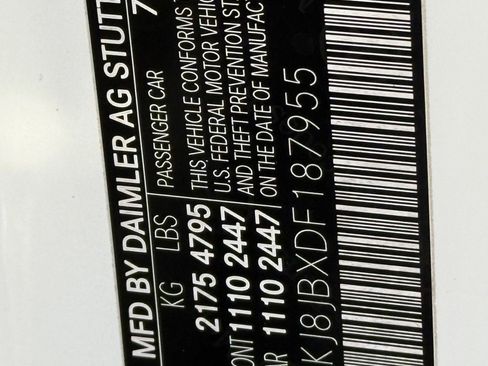 MFD BY DAIMLER AG STUTT
KG LBS PASSENGER CAR 7
2175 4795 THIS VEHICLE CONFORMS T
ONT 1110 2447 U.S. FEDERAL MOTOR VEHIC
AND THEFT PREVENTION ST
AR 1110 2447 ON THE DATE OF MANUFAC
KJ8JBXDF187955